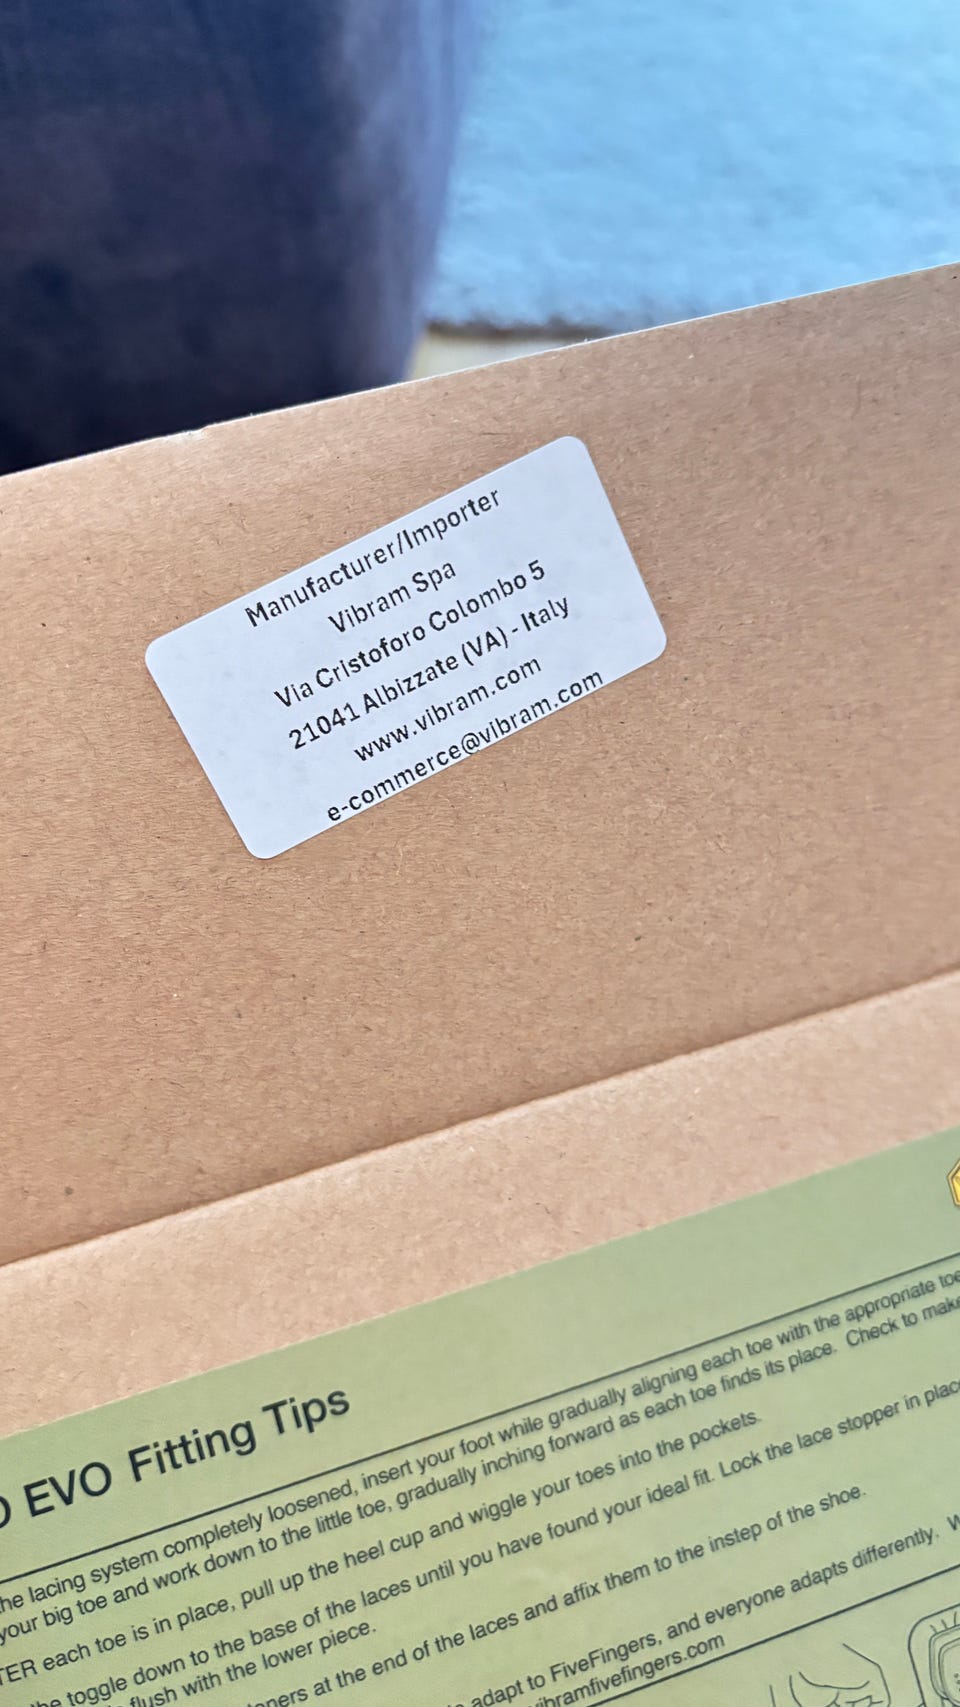 Manufacturer/Importer
Vibram Spa
Via Cristoforo Colombo 5
21041 Albizzate (VA) - Italy
www.vibram.com
e-commerce@vibram.com
EVO Fitting Tips
lacing system completely loosened, insert your foot while gradually aligning each toe with the appropriate
your big toe and work down to the little toe, gradually inching forward as each toe finds its place. Check to
each toe is in place, pull up the heel cup and wiggle your toes into the pockets.
toggle down to the base of the laces until you have found your ideal fit. Lock the lace stopper in
flush with the lower piece.
at the end of the laces and affix them to the instep of the shoe.
adapt to FiveFingers, and everyone adapts differently.